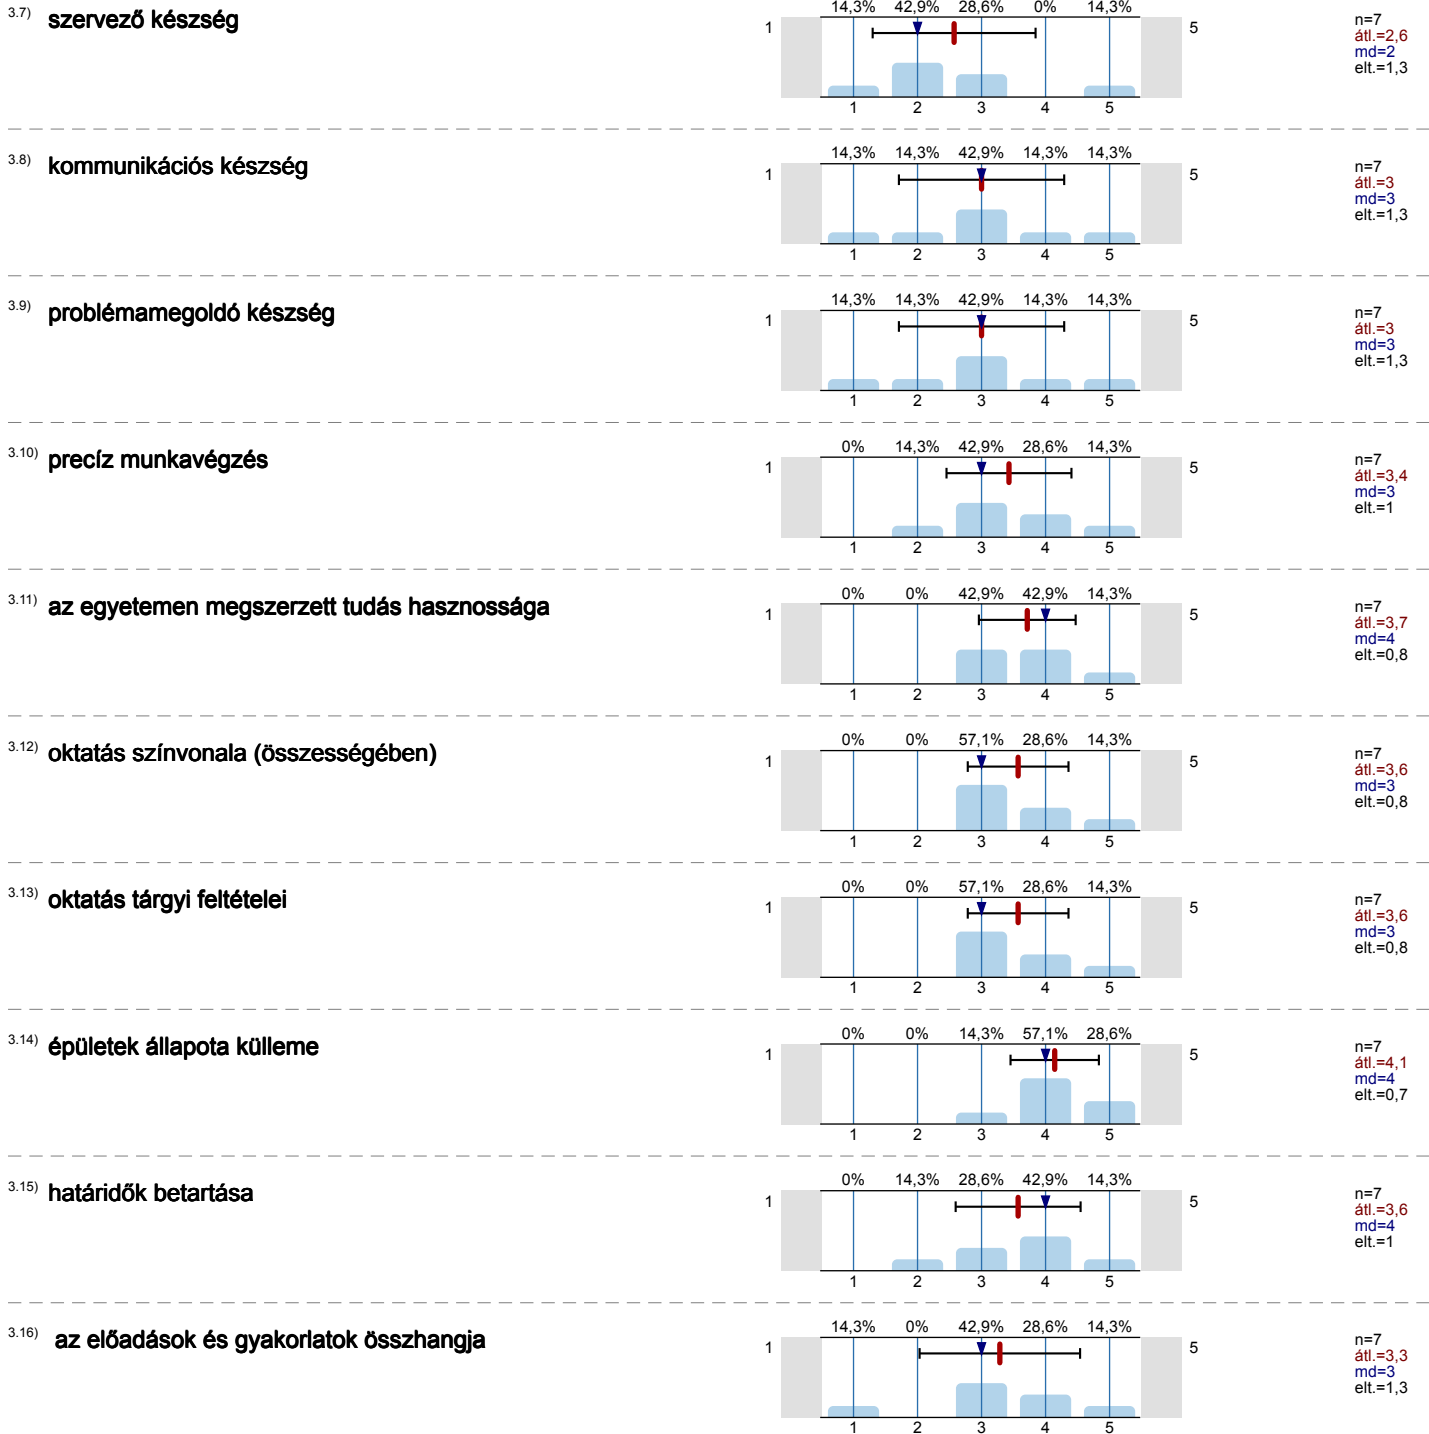 3.7) szervező készség
14,3% 42,9% 28,6% 0% 14,3%
1 5
1 2 3 4 5
n=7
átl.=2,6
md=2
elt.=1,3
3.8) kommunikációs készség
14,3% 14,3% 42,9% 14,3% 14,3%
1 5
1 2 3 4 5
n=7
átl.=3
md=3
elt.=1,3
3.9) problémamegoldó készség
14,3% 14,3% 42,9% 14,3% 14,3%
1 5
1 2 3 4 5
n=7
átl.=3
md=3
elt.=1,3
3.10) precíz munkavégzés
0% 14,3% 42,9% 28,6% 14,3%
1 5
1 2 3 4 5
n=7
átl.=3,4
md=3
elt.=1
3.11) az egyetemen megszerzett tudás hasznossága
0% 0% 42,9% 42,9% 14,3%
1 5
1 2 3 4 5
n=7
átl.=3,7
md=4
elt.=0,8
3.12) oktatás színvonala (összességében)
0% 0% 57,1% 28,6% 14,3%
1 5
1 2 3 4 5
n=7
átl.=3,6
md=3
elt.=0,8
3.13) oktatás tárgyi feltételei
0% 0% 57,1% 28,6% 14,3%
1 5
1 2 3 4 5
n=7
átl.=3,6
md=3
elt.=0,8
3.14) épületek állapota külleme
0% 0% 14,3% 57,1% 28,6%
1 5
1 2 3 4 5
n=7
átl.=4,1
md=4
elt.=0,7
3.15) határidők betartása
0% 14,3% 28,6% 42,9% 14,3%
1 5
1 2 3 4 5
n=7
átl.=3,6
md=4
elt.=1
3.16) az előadások és gyakorlatok összhangja
14,3% 0% 42,9% 28,6% 14,3%
1 5
1 2 3 4 5
n=7
átl.=3,3
md=3
elt.=1,3